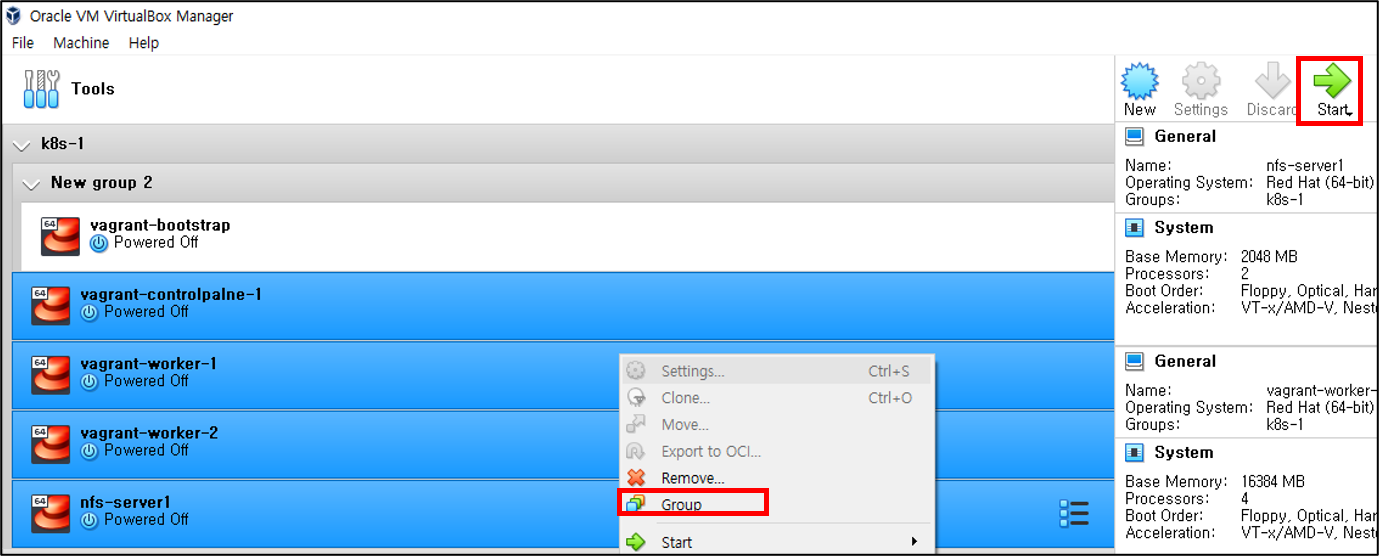 Oracle VM VirtualBox Manager
File Machine Help
Tools
k8s-1
New group 2
64
vagrant-bootstrap
Powered Off
64
vagrant-controlpalne-1
Powered Off
64
vagrant-worker-1
Powered Off
64
vagrant-worker-2
Powered Off
64
nfs-server1
Powered Off
Settings... Ctrl+S
Clone... Ctrl+O
Move...
Export to OCI...
Remove...
Group
Start
New Settings Discard Start
General
Name: nfs-server1
Operating System: Red Hat (64-bit)
Groups: k8s-1
System
Base Memory: 2048 MB
Processors: 2
Boot Order: Floppy, Optical, Har
Acceleration: VT-x/AMD-V, Neste
General
Name: vagrant-worker-
Operating System: Red Hat (64-bit)
Groups: k8s-1
System
Base Memory: 16384 MB
Processors: 4
Boot Order: Floppy, Optical, Har
Acceleration: VT-x/AMD-V, Neste